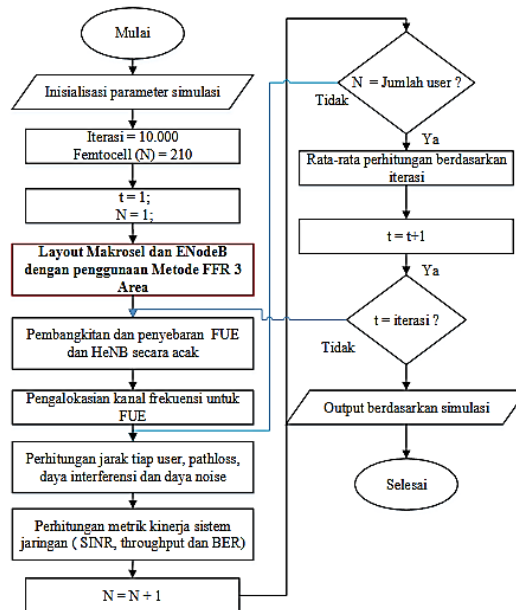 Mulai
Inisialisasi parameter simulasi
Iterasi = 10.000
Femtocell (N) = 210
t = 1;
N = 1;
Layout Makrosel dan ENodeB
dengan penggunaan Metode FFR 3
Area
Pembangkitan dan penyebaran FUE
dan HeNB secara acak
Pengalokasian kanal frekuensi untuk
FUE
Perhitungan jarak tiap user, pathloss,
daya interferensi dan daya noise
Perhitungan metrik kinerja sistem
jaringan ( SINR, throughput dan BER)
N = N + 1
N = Jumlah user ?
Tidak
Ya
Rata-rata perhitungan berdasarkan
iterasi
t = t+1
Ya
t = iterasi ?
Tidak
Output berdasarkan simulasi
Selesai